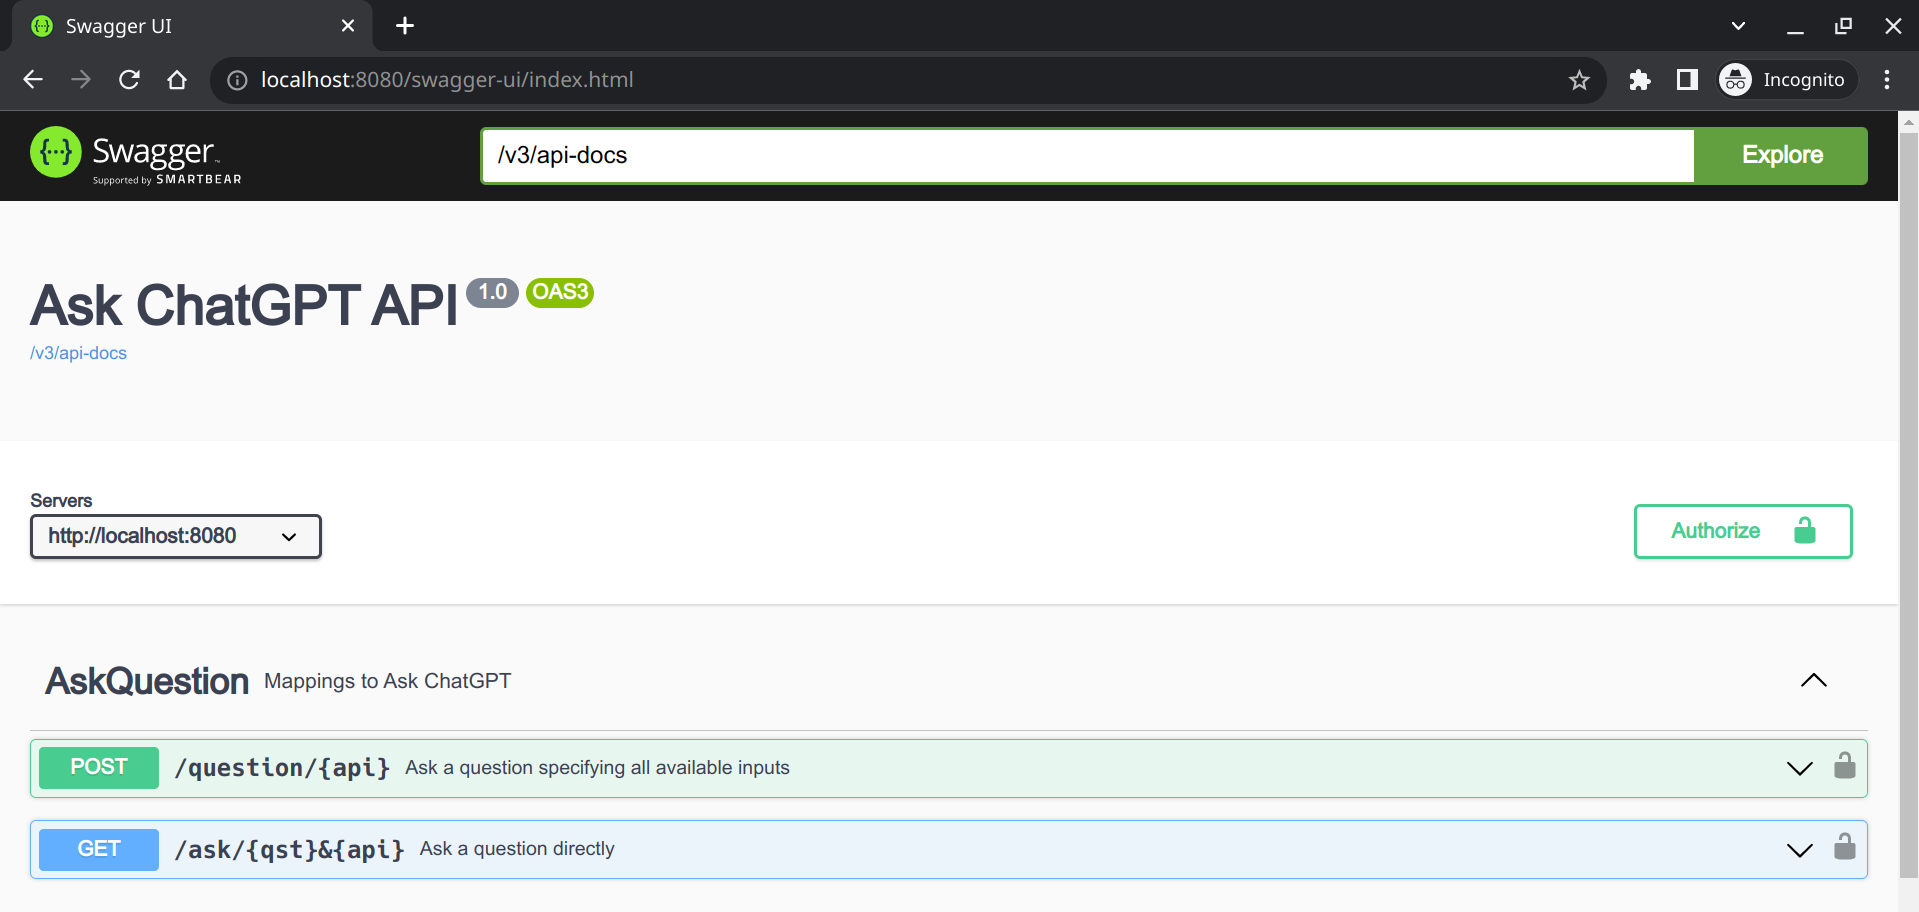 Swagger UI
localhost:8080/swagger-ui/index.html
Incognito
{···} Swagger™
Supported by SMARTBEAR
/v3/api-docs
Explore
Ask ChatGPT API 1.0 OAS3
/v3/api-docs
Servers
http://localhost:8080
Authorize
AskQuestion Mappings to Ask ChatGPT
POST /question/{api} Ask a question specifying all available inputs
GET /ask/{qst}&{api} Ask a question directly